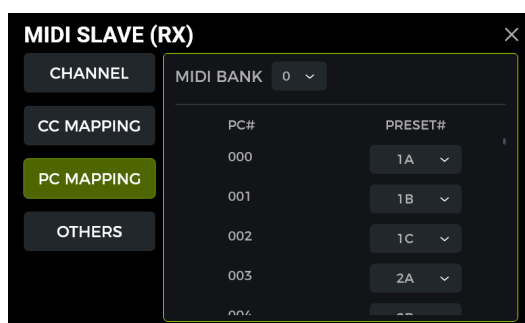 MIDI SLAVE (RX)
CHANNEL
CC MAPPING
PC MAPPING
OTHERS
MIDI BANK 0
PC# PRESET#
000 1A
001 1B
002 1C
003 2A